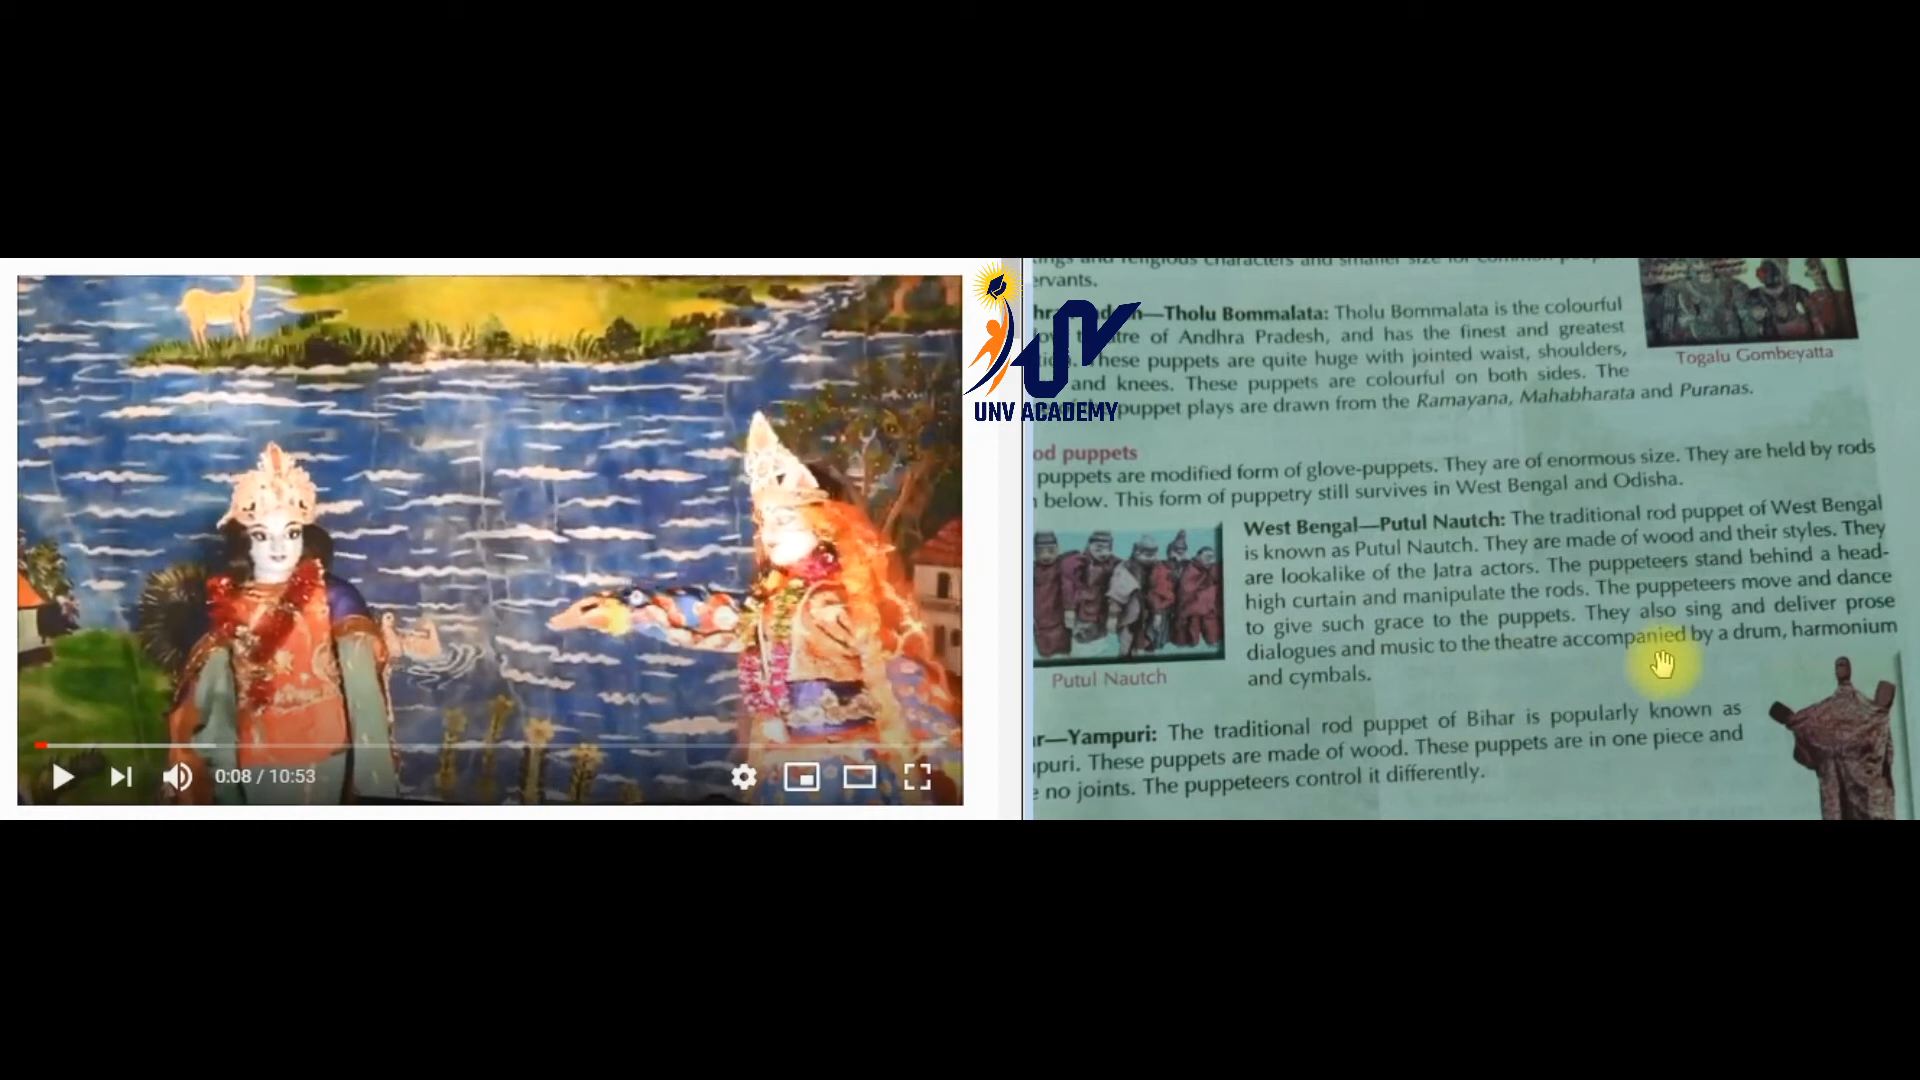 0:08 / 10:53
UNV ACADEMY
and religious characters and smaller size for
ervants.
—Tholu Bommalata: Tholu Bommalata is the colourful
tre of Andhra Pradesh, and has the finest and greatest
These puppets are quite huge with jointed waist, shoulders,
and knees. These puppets are colourful on both sides. The
puppet plays are drawn from the Ramayana, Mahabharata and Puranas.
Togalu Gombeyatta
od puppets
puppets are modified form of glove-puppets. They are of enormous size. They are held by rods
below. This form of puppetry still survives in West Bengal and Odisha.
West Bengal—Putul Nautch: The traditional rod puppet of West Bengal
is known as Putul Nautch. They are made of wood and their styles. They
are lookalike of the Jatra actors. The puppeteers stand behind a head-
high curtain and manipulate the rods. The puppeteers move and dance
to give such grace to the puppets. They also sing and deliver prose
dialogues and music to the theatre accompanied by a drum, harmonium
and cymbals.
Putul Nautch
r—Yampuri: The traditional rod puppet of Bihar is popularly known as
puri. These puppets are made of wood. These puppets are in one piece and
no joints. The puppeteers control it differently.